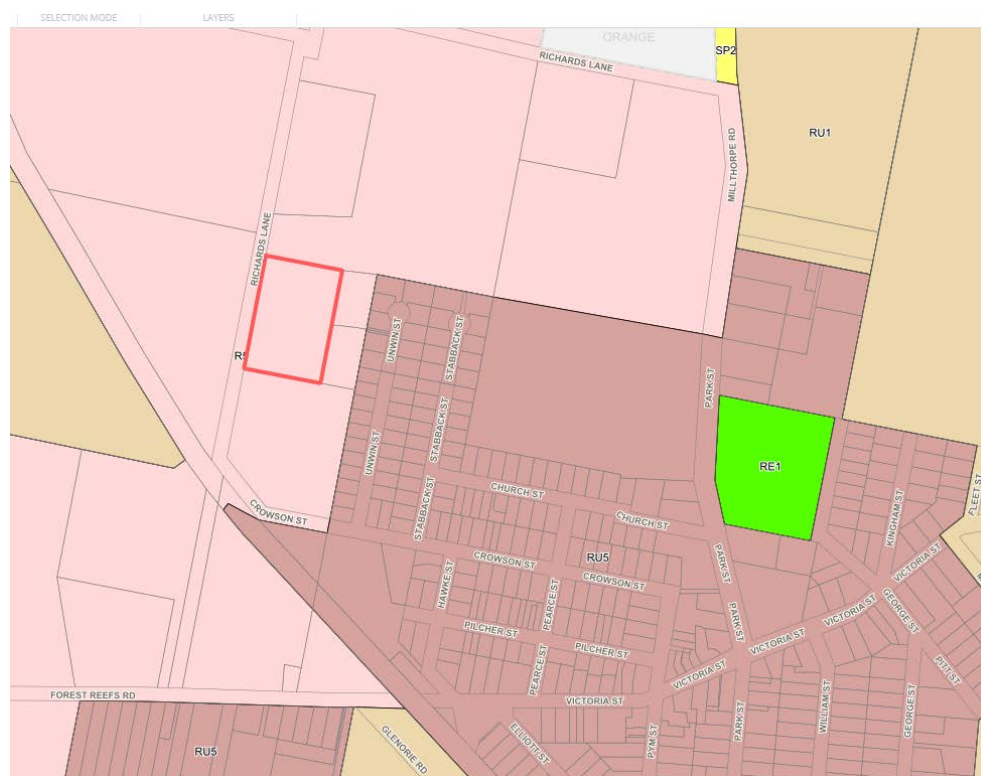 SELECTION MODE
LAYERS
ORANGE
SP2
RICHARDS LANE
RU1
MILLTHORPE RD
RICHARDS LANE
UNWIN ST
STABBACK ST
PARK ST
STABBACK ST
UNWIN ST
RE1
STABBACK ST
CHURCH ST
CHURCH ST
KINGHAM ST
FLEET ST
CROWSON ST
CROWSON ST
RU5
CROWSON ST
PARK ST
VICTORIA ST
HAWKE ST
PEARCE ST
GEORGE ST
PARK ST
VICTORIA ST
PILCHER ST
PILCHER ST
VICTORIA ST
PEARCE ST
VICTORIA ST
PITT ST
FOREST REEFS RD
VICTORIA ST
WILLIAM ST
GEORGE ST
PARK ST
PYM ST
ELLIOTT ST
GLENORIE RD
RU5